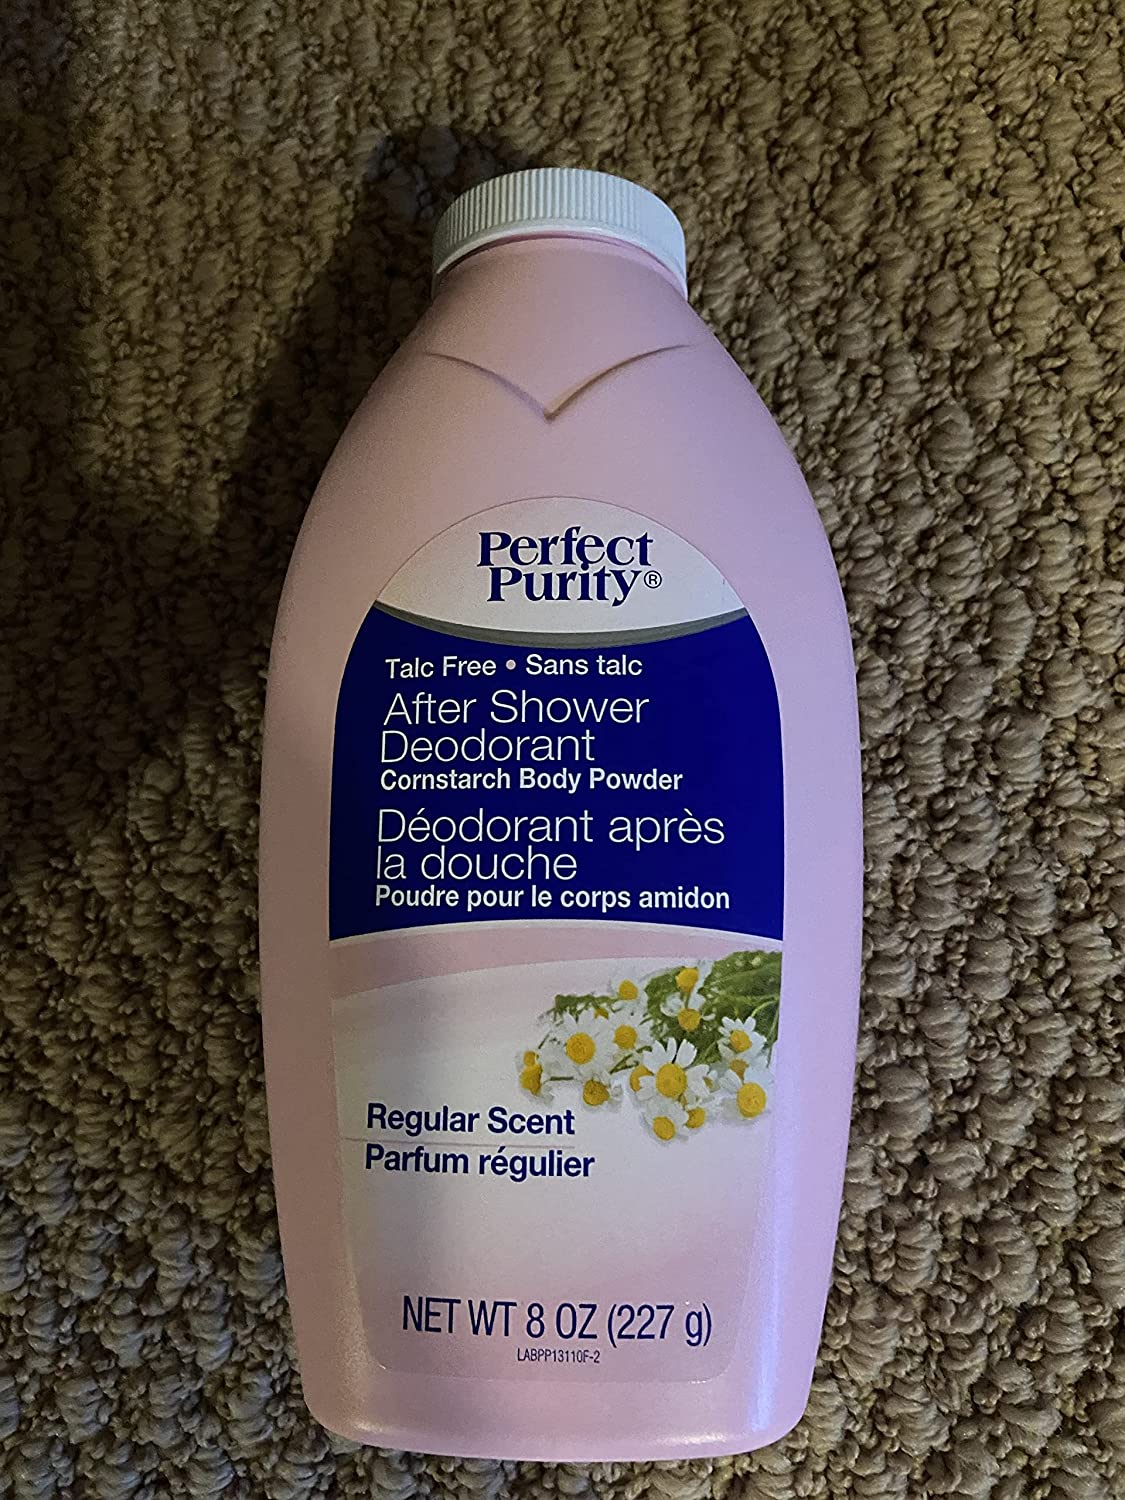 Perfect
Purity®
Talc Free • Sans talc
After Shower
Deodorant
Cornstarch Body Powder
Déodorant après
la douche
Poudre pour le corps amidon
Regular Scent
Parfum régulier
NET WT 8 OZ (227 g)
LABPP13110F-2